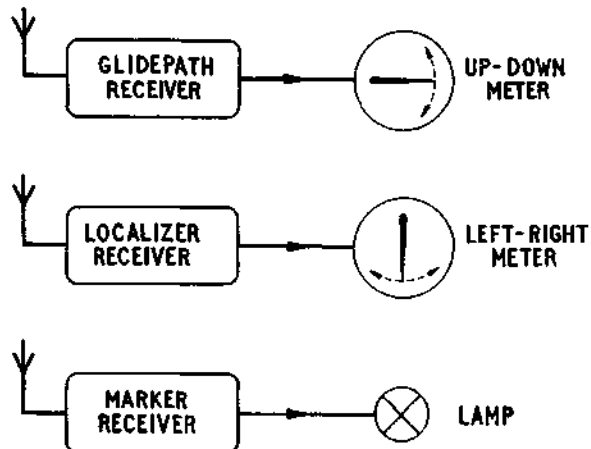 GLIDEPATH
RECEIVER
UP-DOWN
METER
LOCALIZER
RECEIVER
LEFT-RIGHT
METER
MARKER
RECEIVER
LAMP